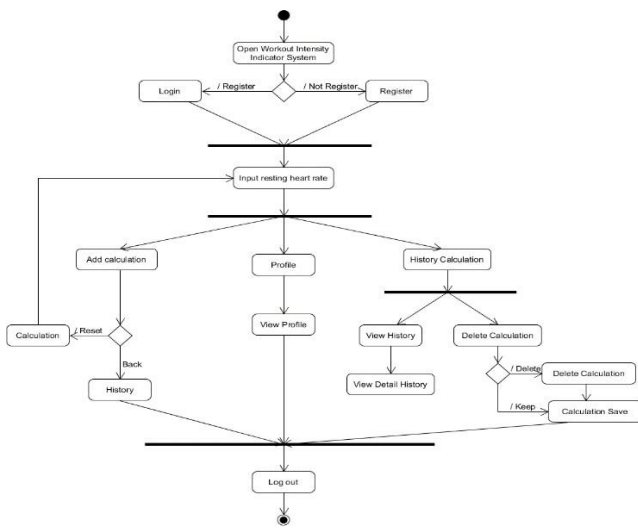 Open Workout Intensity
Indicator System
/ Register
/ Not Register
Login
Register
Input resting heart rate
Add calculation
Profile
History Calculation
Calculation
/ Reset
View Profile
View History
Delete Calculation
Back
/ Delete
Delete Calculation
History
View Detail History
/ Keep
Calculation Save
Log out